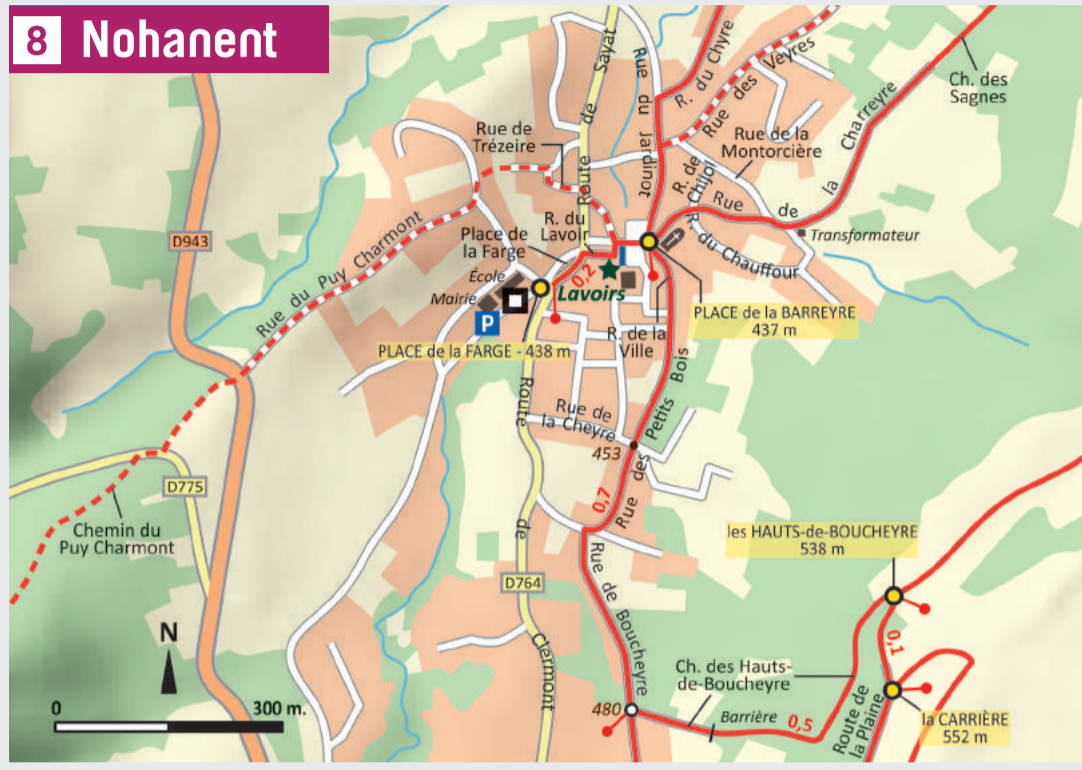 8 Nohanent
Route de Sayat
Rue du Jardinot
R. du Chyre
Rue des Veyres
Ch. des
Sagnes
Rue de
Trézeire
Rue de la
Montorcière
R. de Chijol
Rue de la Charreyre
Transformateur
R. du Chauffour
R. du
Lavoir
Place de
la Farge
École
Mairie
P
0,2
Lavoirs
PLACE de la BARREYRE
437 m
PLACE de la FARGE - 438 m
R. de la
Ville
D943
Rue du Puy Charmont
Rue de
la Cheyre
453
Rue des Petits Bois
0,7
D775
Chemin du
Puy Charmont
Route de Clermont
D764
les HAUTS-de-BOUCHEYRE
538 m
Rue de Boucheyre
0,1
N
Ch. des Hauts-
de-Boucheyre
480
Barrière
0,5
Route de
la Plaine
la CARRIÈRE
552 m
0 300 m.